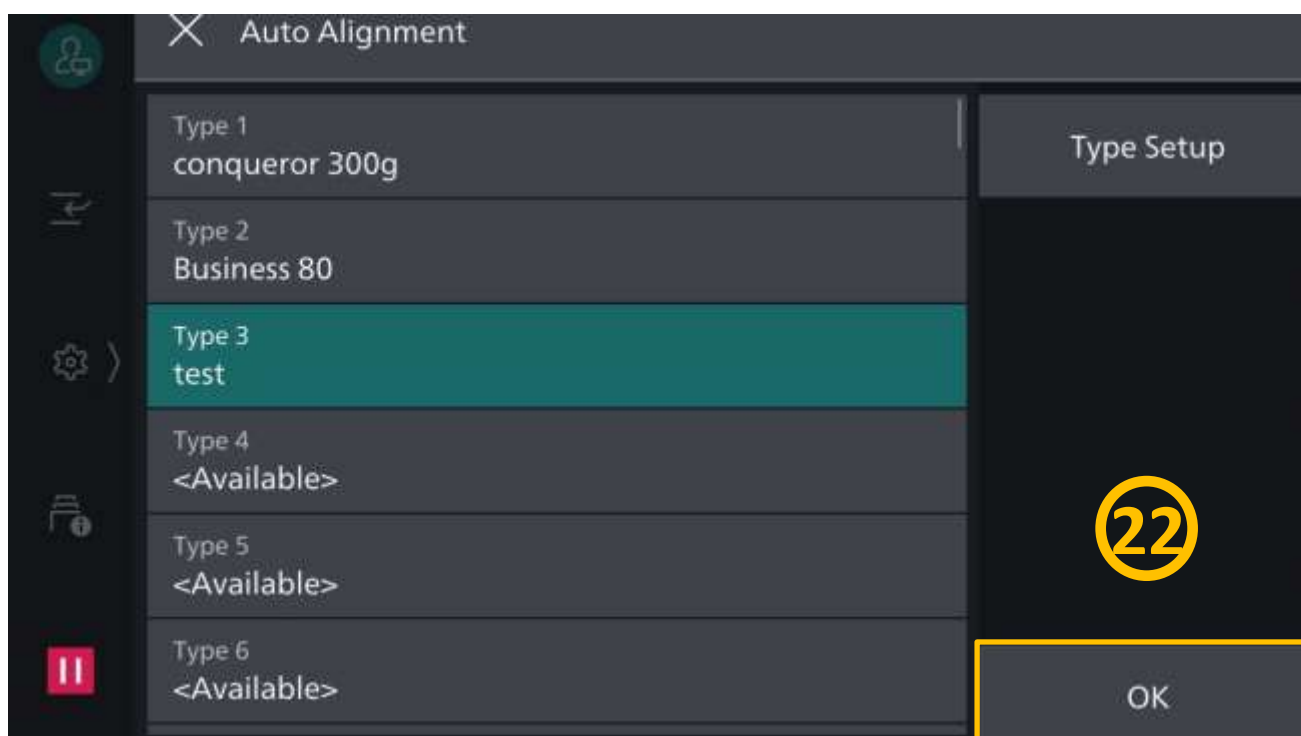 Auto Alignment
Type 1
conqueror 300g
Type Setup
Type 2
Business 80
Type 3
test
Type 4
<Available>
22
Type 5
<Available>
Type 6
<Available>
OK